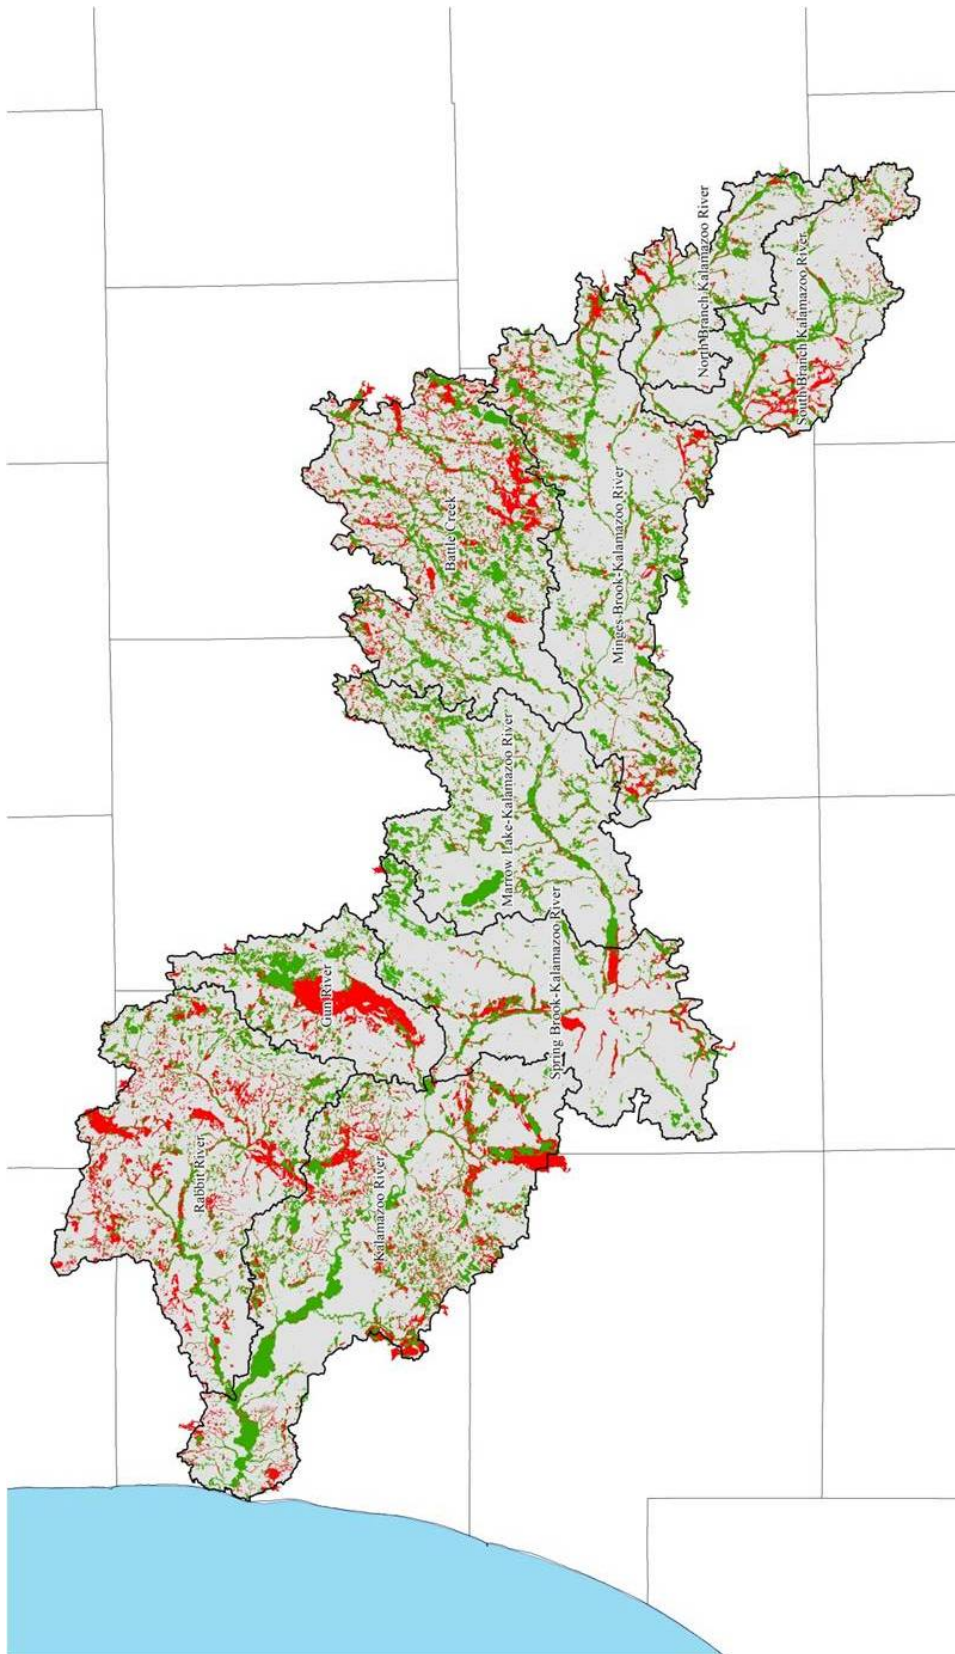 North Branch Kalamazoo River
South Branch Kalamazoo River
Battle Creek
Minges Brook-Kalamazoo River
Marrow Lake-Kalamazoo River
Spring Brook-Kalamazoo River
Gun River
Rabbit River
Kalamazoo River